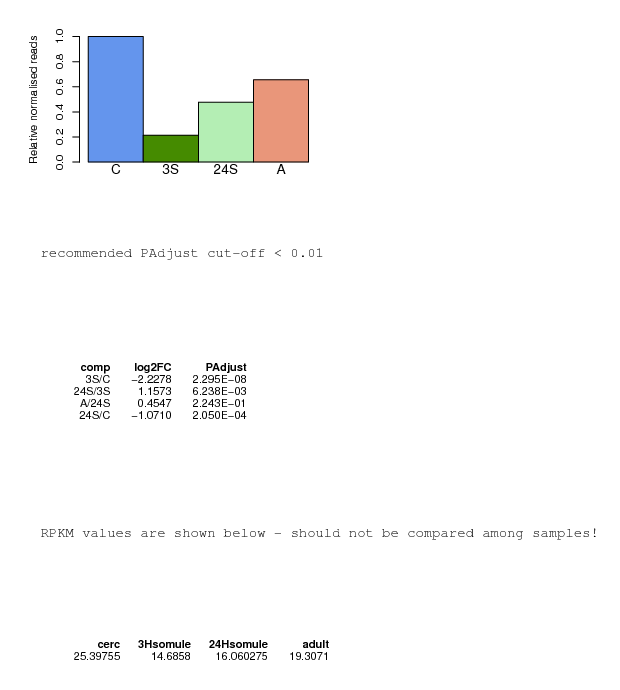 Relative normalised reads
1.0
0.8
0.6
0.4
0.2
0.0
C 3S 24S A
recommended PAdjust cut-off < 0.01
comp log2FC PAdjust
3S/C −2.2278 2.295E−08
24S/3S 1.1573 6.238E−03
A/24S 0.4547 2.243E−01
24S/C −1.0710 2.050E−04
RPKM values are shown below - should not be compared among samples!
cerc 3Hsomule 24Hsomule adult
25.39755 14.6858 16.060275 19.3071